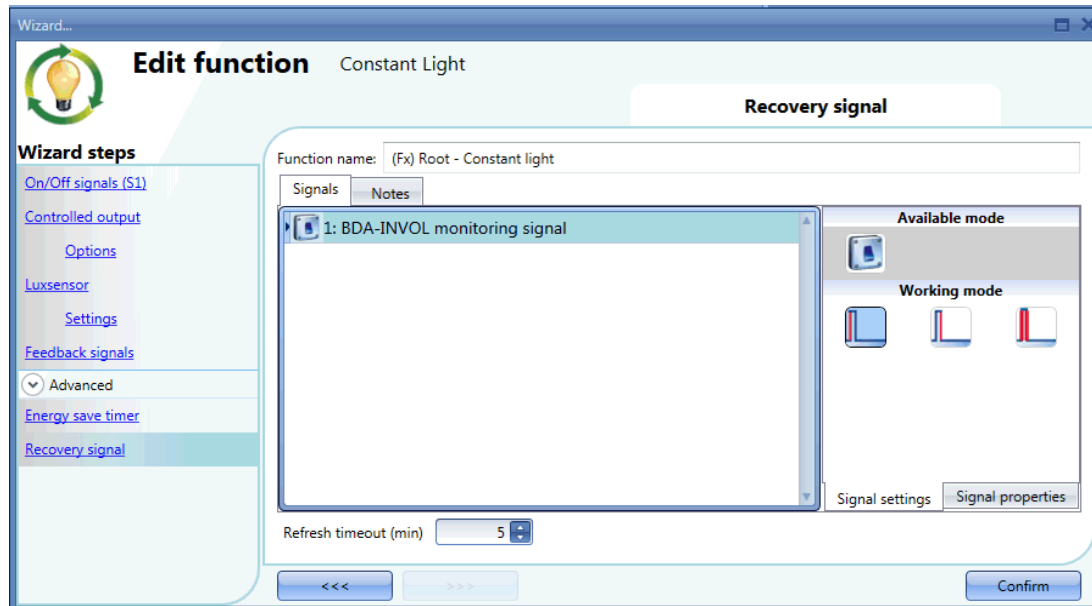 Wizard...
Edit function Constant Light
Recovery signal
Wizard steps
On/Off signals (S1)
Controlled output
Options
Luxsensor
Settings
Feedback signals
Advanced
Energy save timer
Recovery signal
Function name: (Fx) Root - Constant light
Signals Notes
1: BDA-INVOL monitoring signal
Available mode
Working mode
Signal settings Signal properties
Refresh timeout (min) 5
<<< >>> Confirm